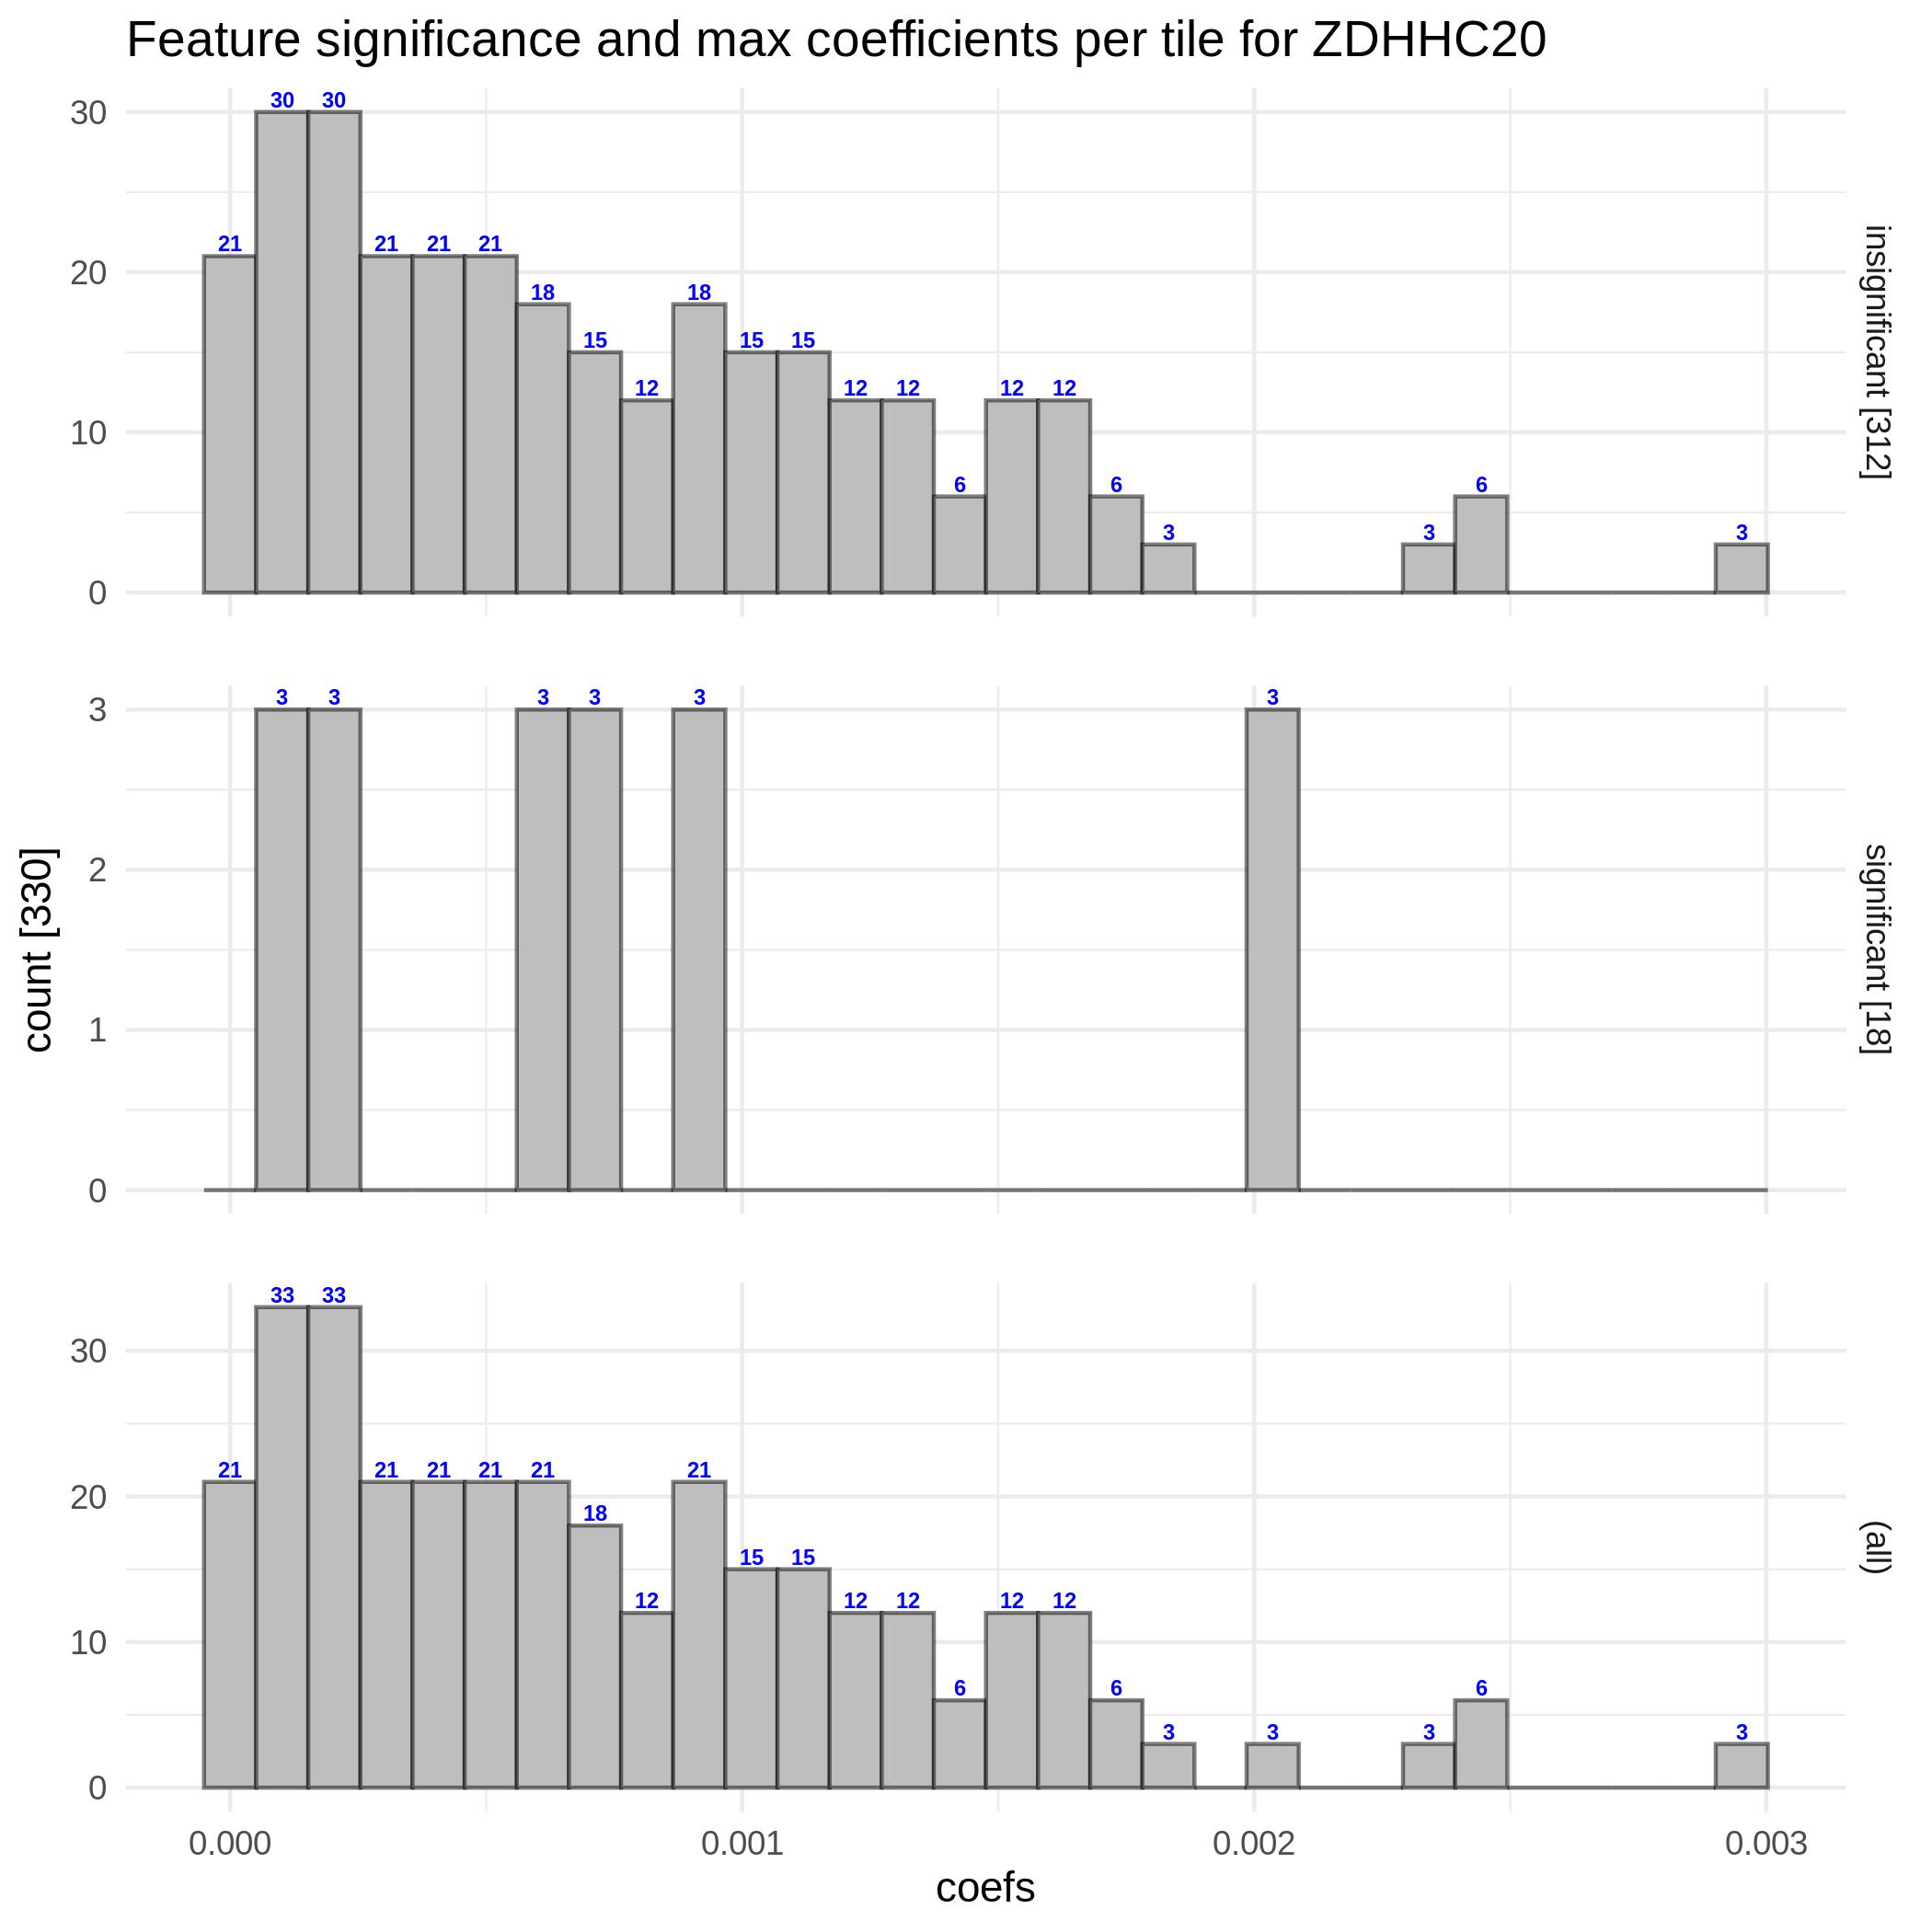 Feature significance and max coefficients per tile for ZDHHC20
30
20
10
0
21 30 30 21 21 21 18 15 12 18 15 15 12 12 6 12 12 6 3 3 6 3
insignificant [312]
count [330]
3
2
1
0
3 3 3 3 3 3
significant [18]
30
20
10
0
21 33 33 21 21 21 21 18 12 21 15 15 12 12 6 12 12 6 3 3 3 6 3
(all)
0.000 0.001 0.002 0.003
coefs